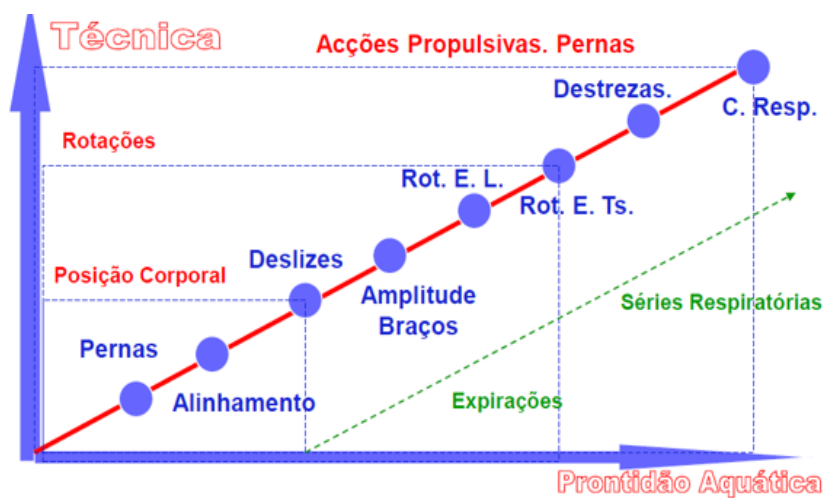 Técnica
Acções Propulsivas. Pernas
Destrezas.
C. Resp.
Rotações
Rot. E. L.
Rot. E. Ts.
Deslizes
Posição Corporal
Amplitude
Braços
Séries Respiratórias
Pernas
Alinhamento
Expirações
Prontidão Aquática